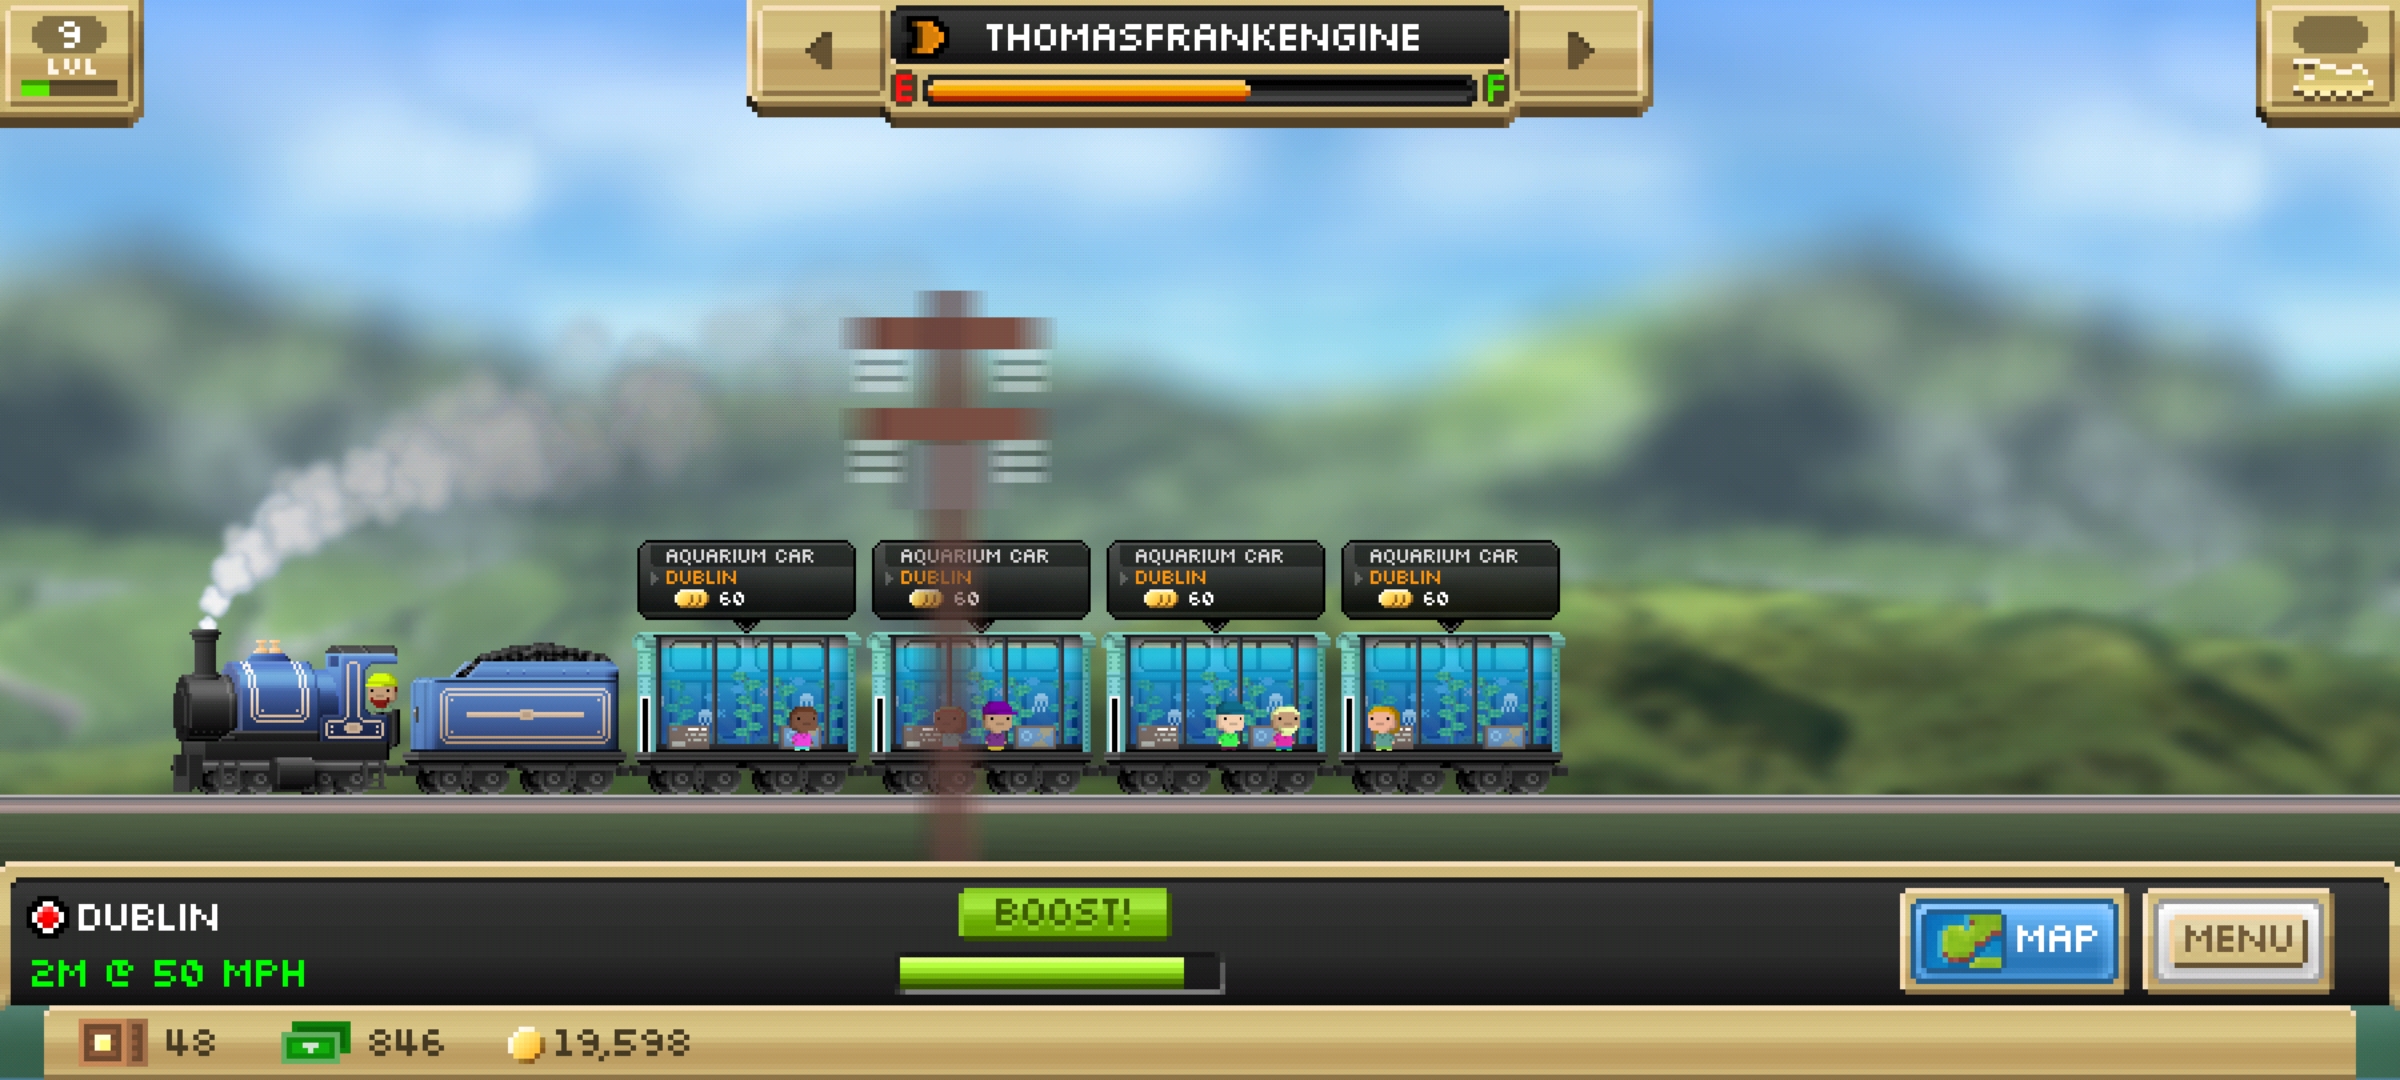 9
LVL
THOMASFRANKENGINE
E F
AQUARIUM CAR
DUBLIN
60
AQUARIUM CAR
DUBLIN
60
AQUARIUM CAR
DUBLIN
60
AQUARIUM CAR
DUBLIN
60
DUBLIN
2M @ 50 MPH
BOOST!
MAP
MENU
48
846
19,598